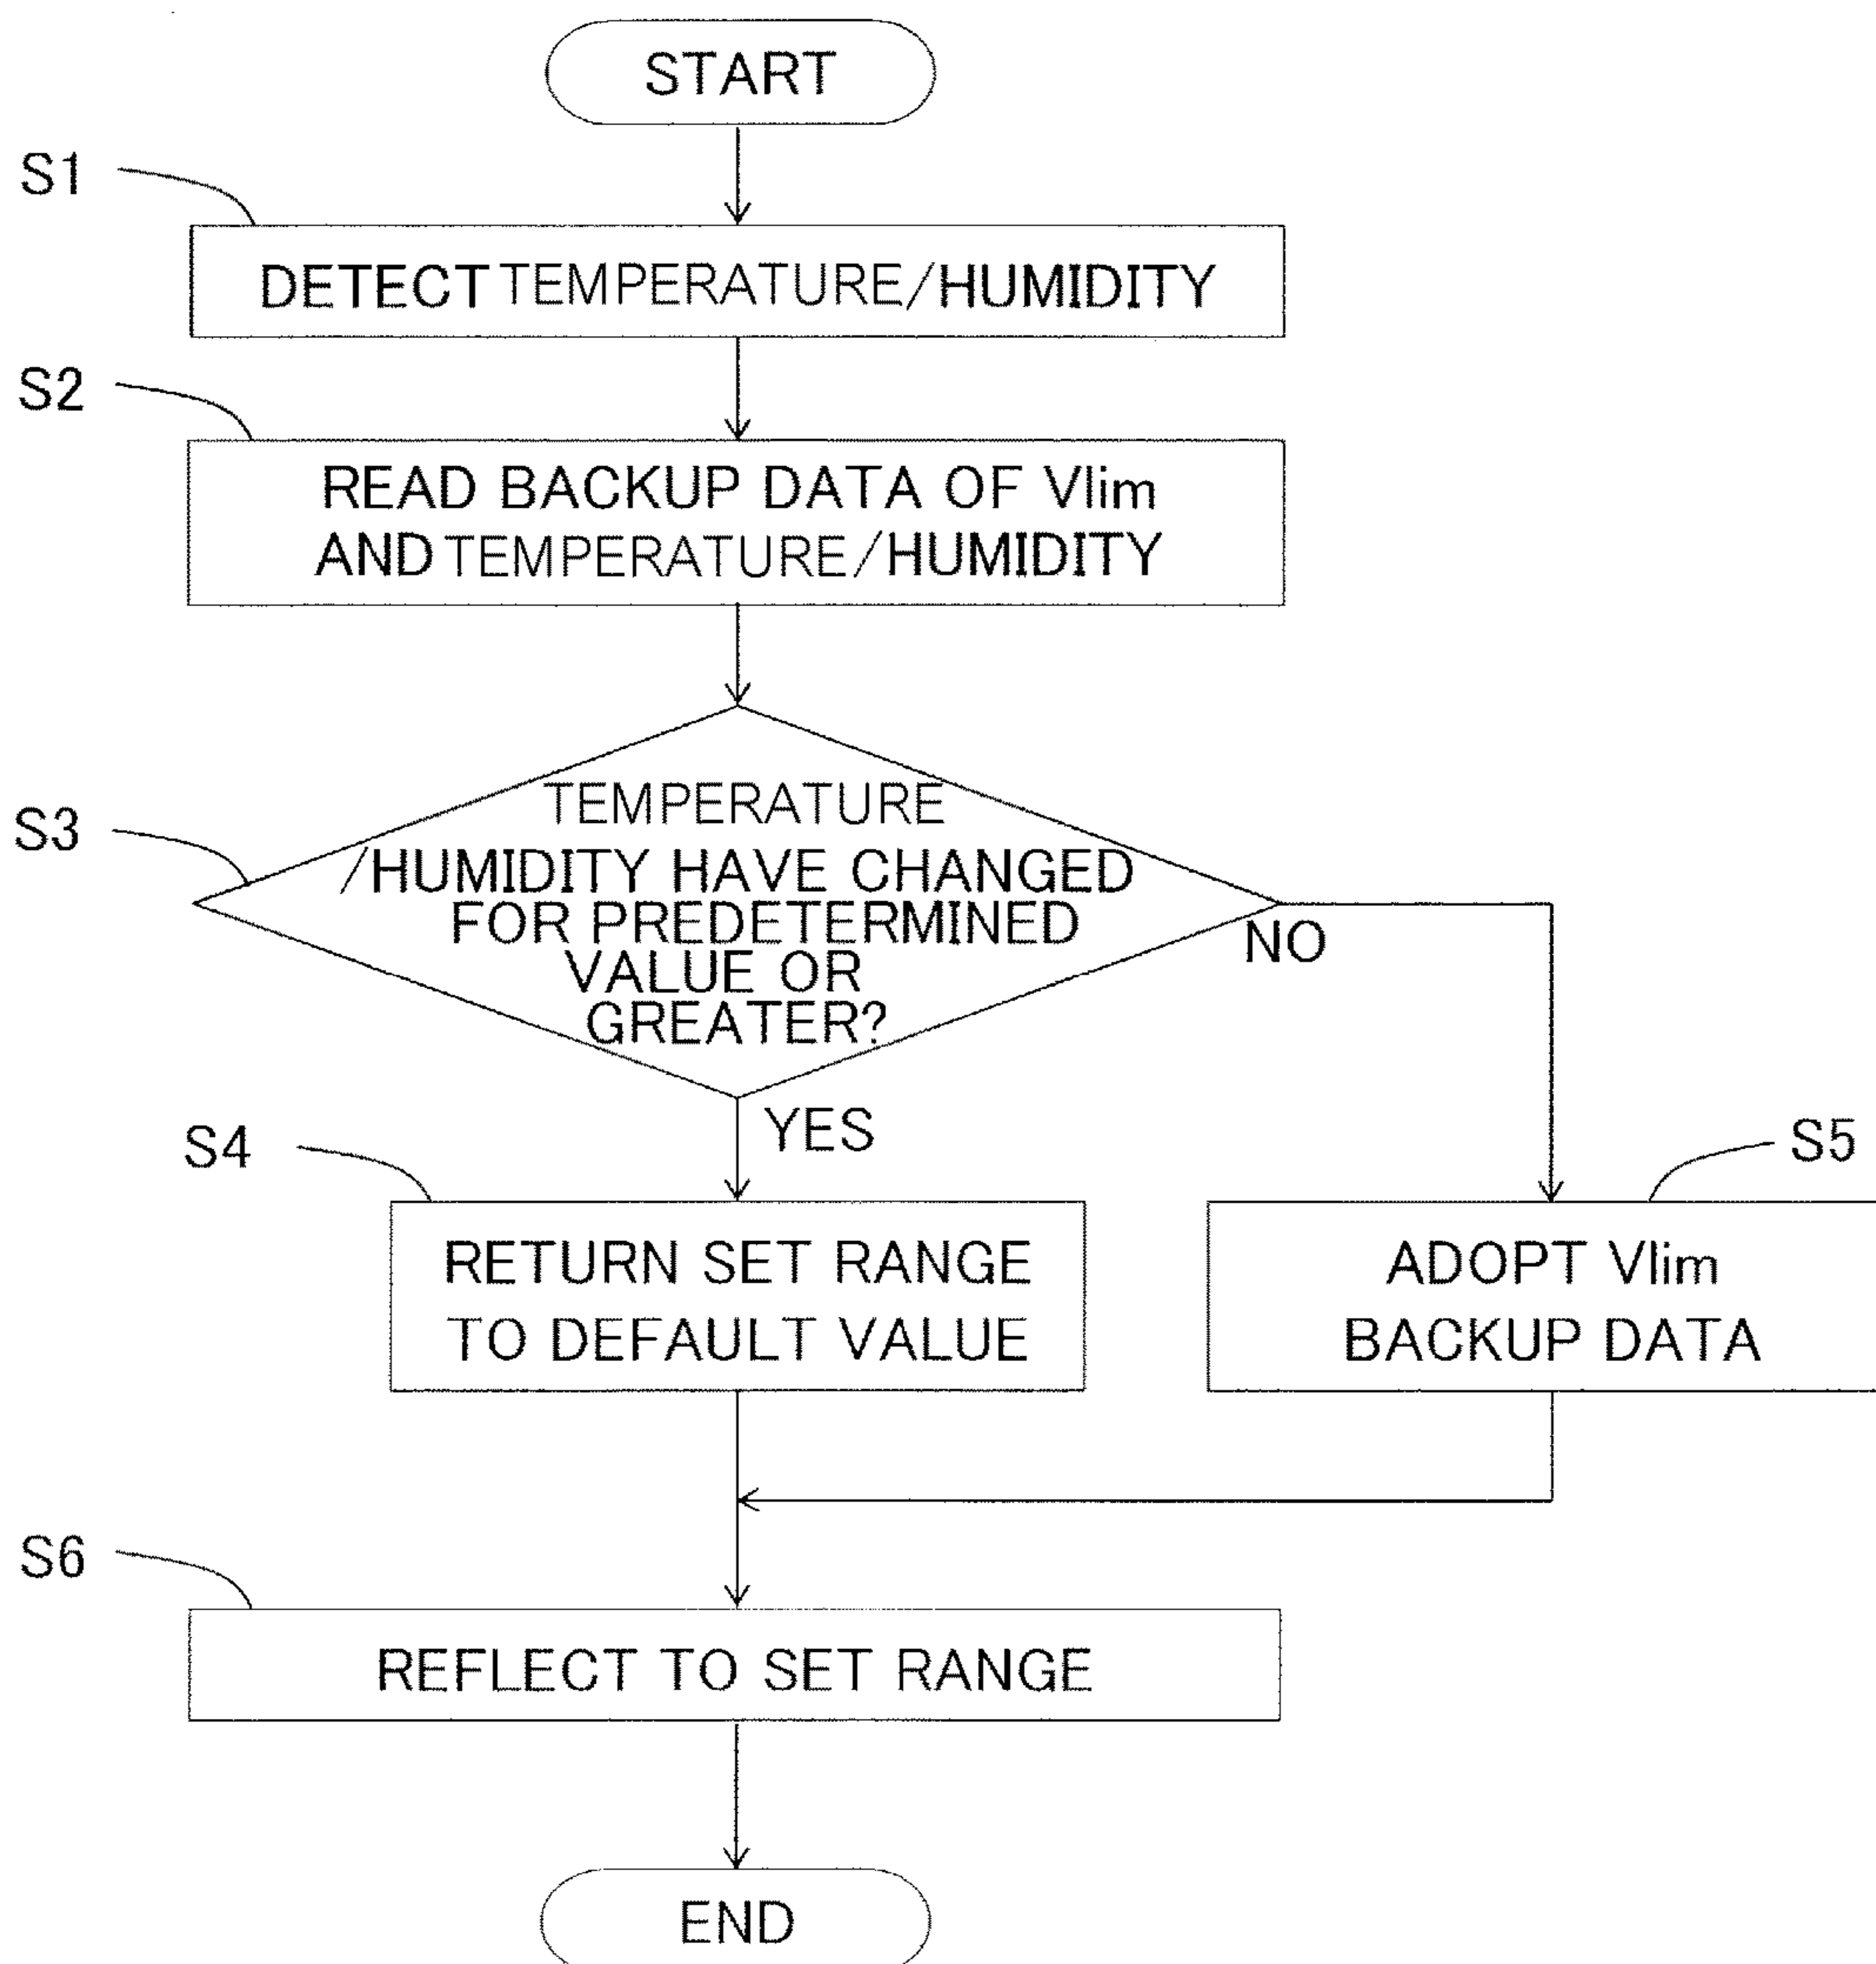 START
S1
DETECT TEMPERATURE/HUMIDITY
S2
READ BACKUP DATA OF Vlim
AND TEMPERATURE/HUMIDITY
S3
TEMPERATURE
/HUMIDITY HAVE CHANGED
FOR PREDETERMINED
VALUE OR
GREATER?
NO
YES
S4
RETURN SET RANGE
TO DEFAULT VALUE
S5
ADOPT Vlim
BACKUP DATA
S6
REFLECT TO SET RANGE
END